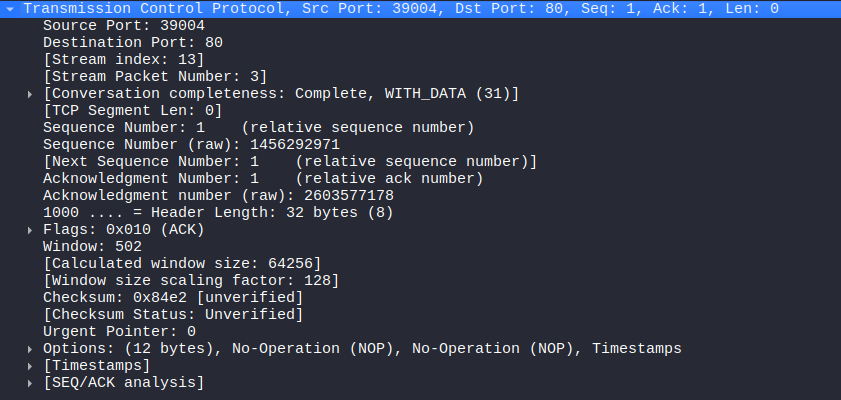 Transmission Control Protocol, Src Port: 39004, Dst Port: 80, Seq: 1, Ack: 1, Len: 0
Source Port: 39004
Destination Port: 80
[Stream index: 13]
[Stream Packet Number: 3]
[Conversation completeness: Complete, WITH_DATA (31)]
[TCP Segment Len: 0]
Sequence Number: 1    (relative sequence number)
Sequence Number (raw): 1456292971
[Next Sequence Number: 1    (relative sequence number)]
Acknowledgment Number: 1    (relative ack number)
Acknowledgment number (raw): 2603577178
1000 .... = Header Length: 32 bytes (8)
Flags: 0x010 (ACK)
Window: 502
[Calculated window size: 64256]
[Window size scaling factor: 128]
Checksum: 0x84e2 [unverified]
[Checksum Status: Unverified]
Urgent Pointer: 0
Options: (12 bytes), No-Operation (NOP), No-Operation (NOP), Timestamps
[Timestamps]
[SEQ/ACK analysis]